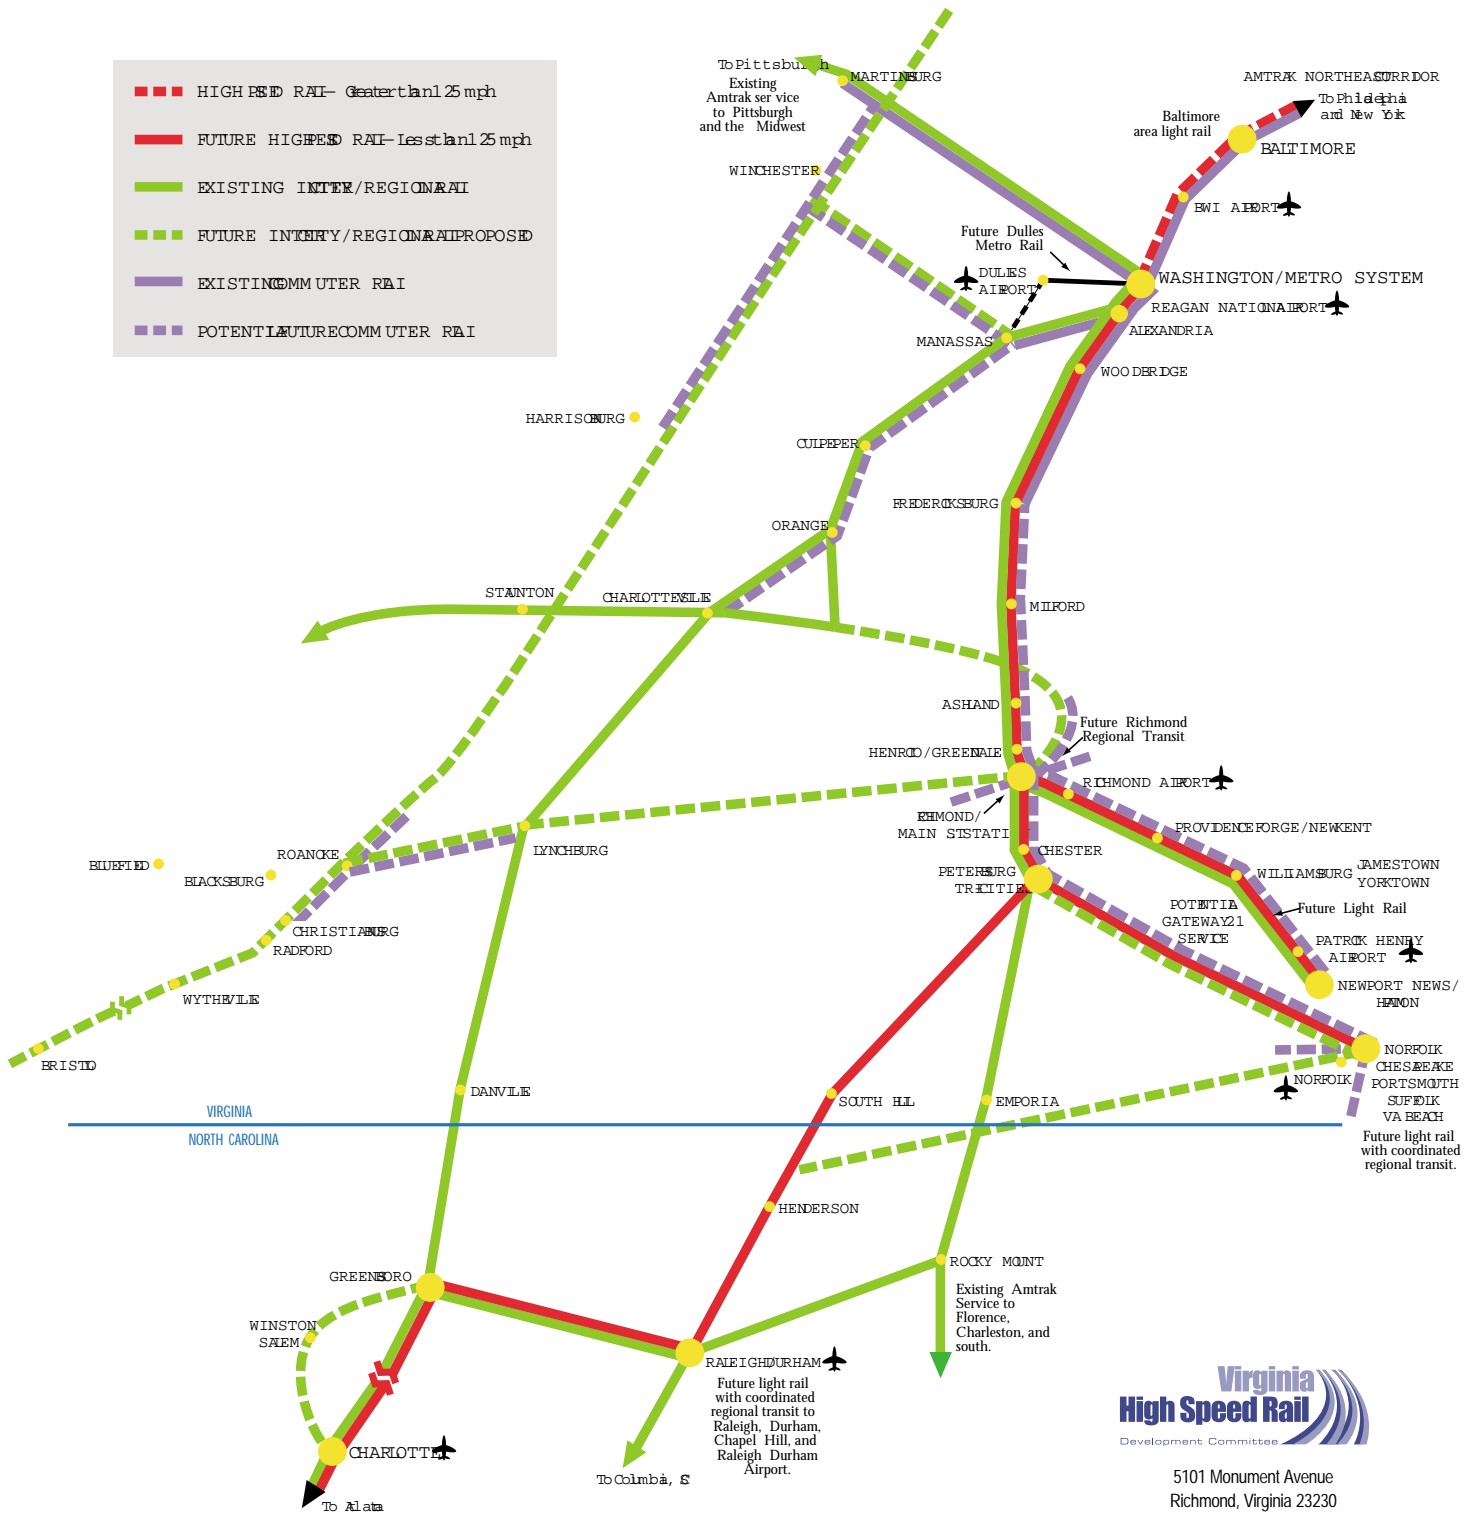 To Pittsburgh
Existing
Amtrak service
to Pittsburgh
and the Midwest
MARTINSBURG
AMTRAK NORTHEAST CORRIDOR
To Philadelphia
and New York
Baltimore
area light rail
BALTIMORE
HIGH SPEED RAIL — Greater than 125 mph
FUTURE HIGH SPEED RAIL — Less than 125 mph
EXISTING INTERCITY/REGIONAL RAIL
FUTURE INTERCITY/REGIONAL RAIL PROPOSED
EXISTING COMMUTER RAIL
POTENTIAL FUTURE COMMUTER RAIL
WINCHESTER
BWI AIRPORT
Future Dulles
Metro Rail
DULLES
AIRPORT
WASHINGTON/METRO SYSTEM
REAGAN NATIONAL AIRPORT
ALEXANDRIA
MANASSAS
WOODBRIDGE
HARRISONBURG
CULPEPER
FREDERICKSBURG
ORANGE
STAUNTON
CHARLOTTESVILLE
MILFORD
ASHLAND
Future Richmond
Regional Transit
HENRICO/GREENDALE
RICHMOND AIRPORT
RICHMOND/
MAIN ST STATION
PROVIDENCE FORGE/NEW KENT
LYNCHBURG
CHESTER
ROANOKE
BLUEFIELD
BLACKSBURG
PETERSBURG
TRI-CITIES
WILLIAMSBURG
JAMESTOWN
YORKTOWN
POTENTIAL
GATEWAY 21
SERVICE
Future Light Rail
CHRISTIANSBURG
RADFORD
PATRICK HENRY
AIRPORT
WYTHEVILLE
NEWPORT NEWS/
HAMPTON
BRISTOL
NORFOLK
CHESAPEAKE
PORTSMOUTH
SUFFOLK
VA BEACH
NORFOLK
Future light rail
with coordinated
regional transit.
DANVILLE
SOUTH HILL
EMPORIA
VIRGINIA
NORTH CAROLINA
HENDERSON
ROCKY MOUNT
GREENSBORO
Existing Amtrak
Service to
Florence,
Charleston, and
south.
WINSTON
SALEM
RALEIGH/DURHAM
Future light rail
with coordinated
regional transit to
Raleigh, Durham,
Chapel Hill, and
Raleigh Durham
Airport.
CHARLOTTE
To Columbia, SC
To Atlanta
Virginia
High Speed Rail
Development Committee
5101 Monument Avenue
Richmond, Virginia 23230